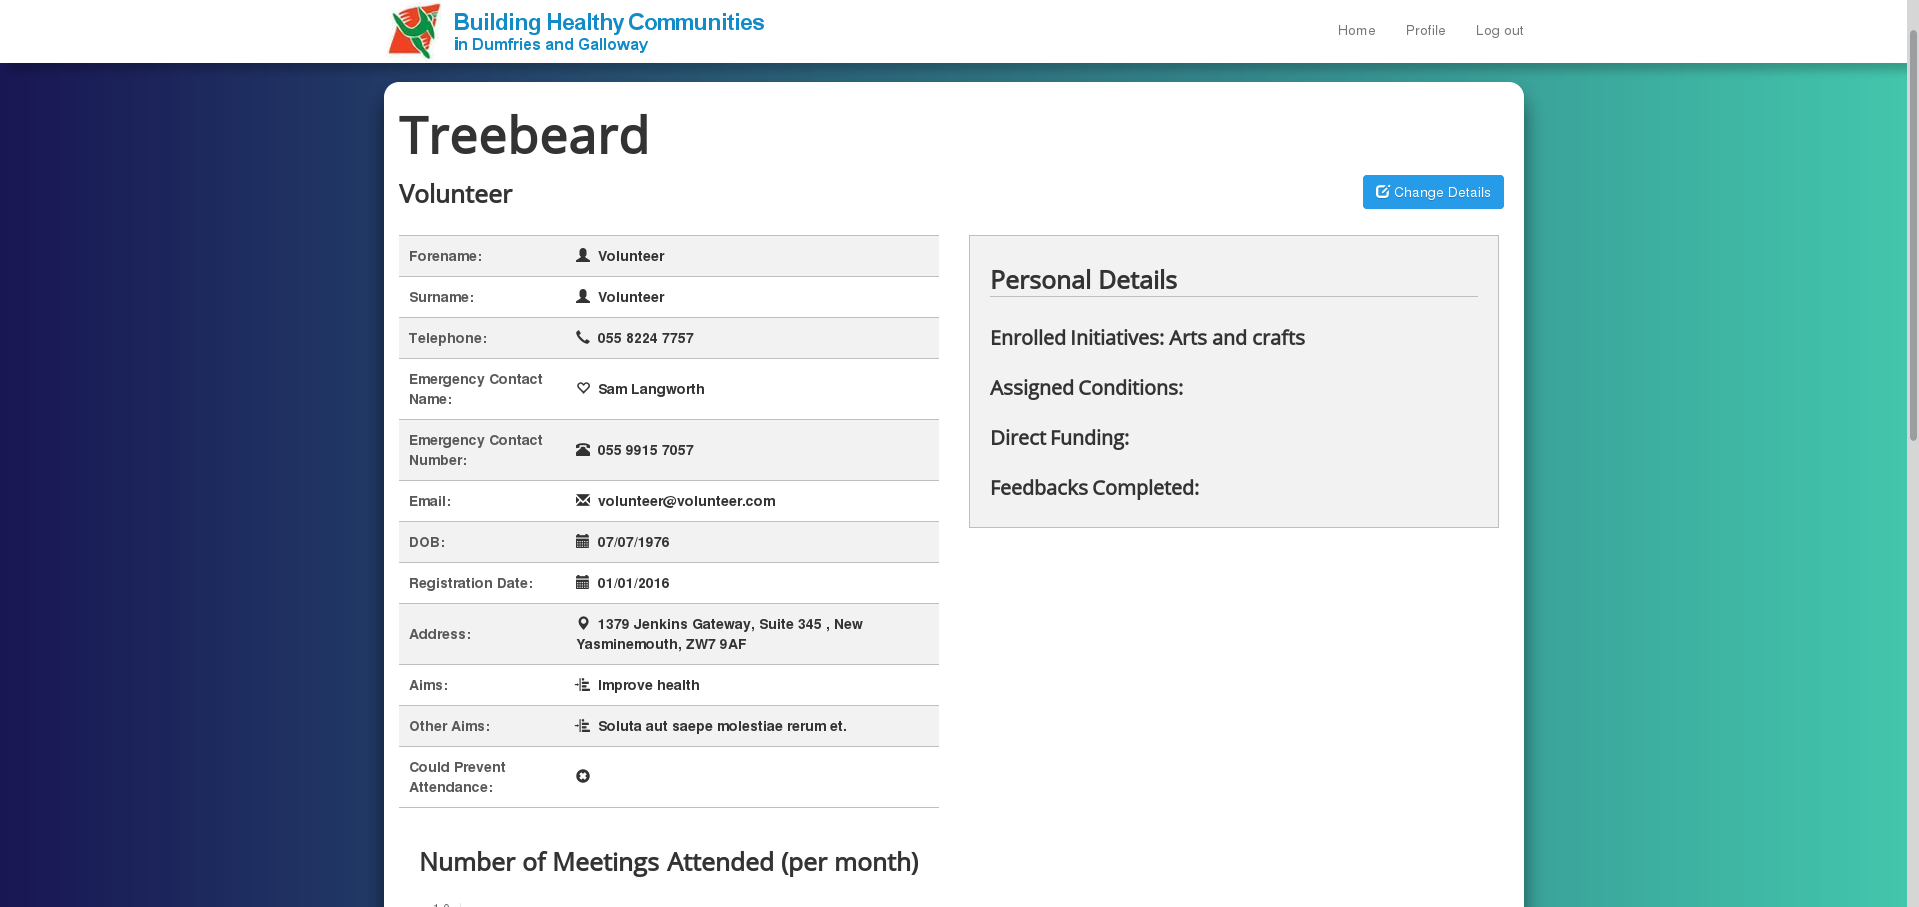 Building Healthy Communities
in Dumfries and Galloway
Home Profile Log out
Treebeard
Volunteer
Change Details
Forename: Volunteer
Surname: Volunteer
Telephone: 055 8224 7757
Emergency Contact
Name:
Sam Langworth
Emergency Contact
Number:
055 9915 7057
Email: volunteer@volunteer.com
DOB: 07/07/1976
Registration Date: 01/01/2016
Address:
1379 Jenkins Gateway, Suite 345 , New
Yasminemouth, ZW7 9AF
Aims: Improve health
Other Aims: Soluta aut saepe molestiae rerum et.
Could Prevent
Attendance:
Personal Details
Enrolled Initiatives: Arts and crafts
Assigned Conditions:
Direct Funding:
Feedbacks Completed:
Number of Meetings Attended (per month)